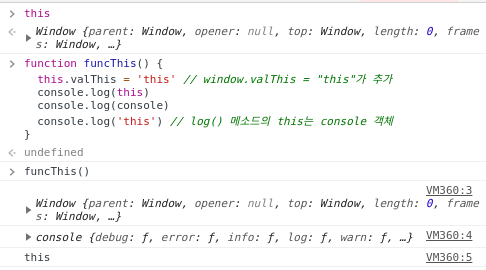 this
Window {parent: Window, opener: null, top: Window, length: 0, frame
s: Window, …}
function funcThis() {
this.valThis = 'this' // window.valThis = "this"가 추가
console.log(this)
console.log(console)
console.log('this') // log() 메소드의 this는 console 객체
}
undefined
funcThis()
VM360:3
Window {parent: Window, opener: null, top: Window, length: 0, frame
s: Window, …}
console {debug: ƒ, error: ƒ, info: ƒ, log: ƒ, warn: ƒ, …} VM360:4
this VM360:5